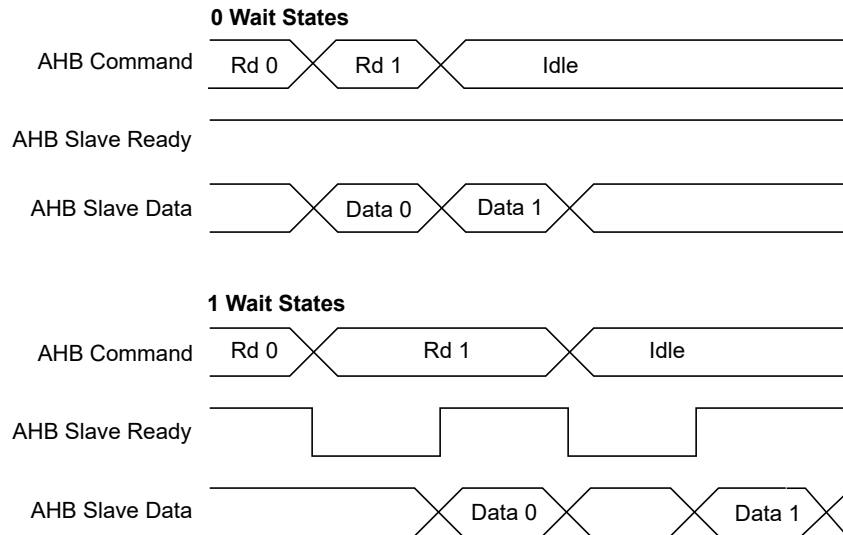 0 Wait States
AHB Command Rd 0 Rd 1 Idle
AHB Slave Ready
AHB Slave Data Data 0 Data 1
1 Wait States
AHB Command Rd 0 Rd 1 Idle
AHB Slave Ready
AHB Slave Data Data 0 Data 1